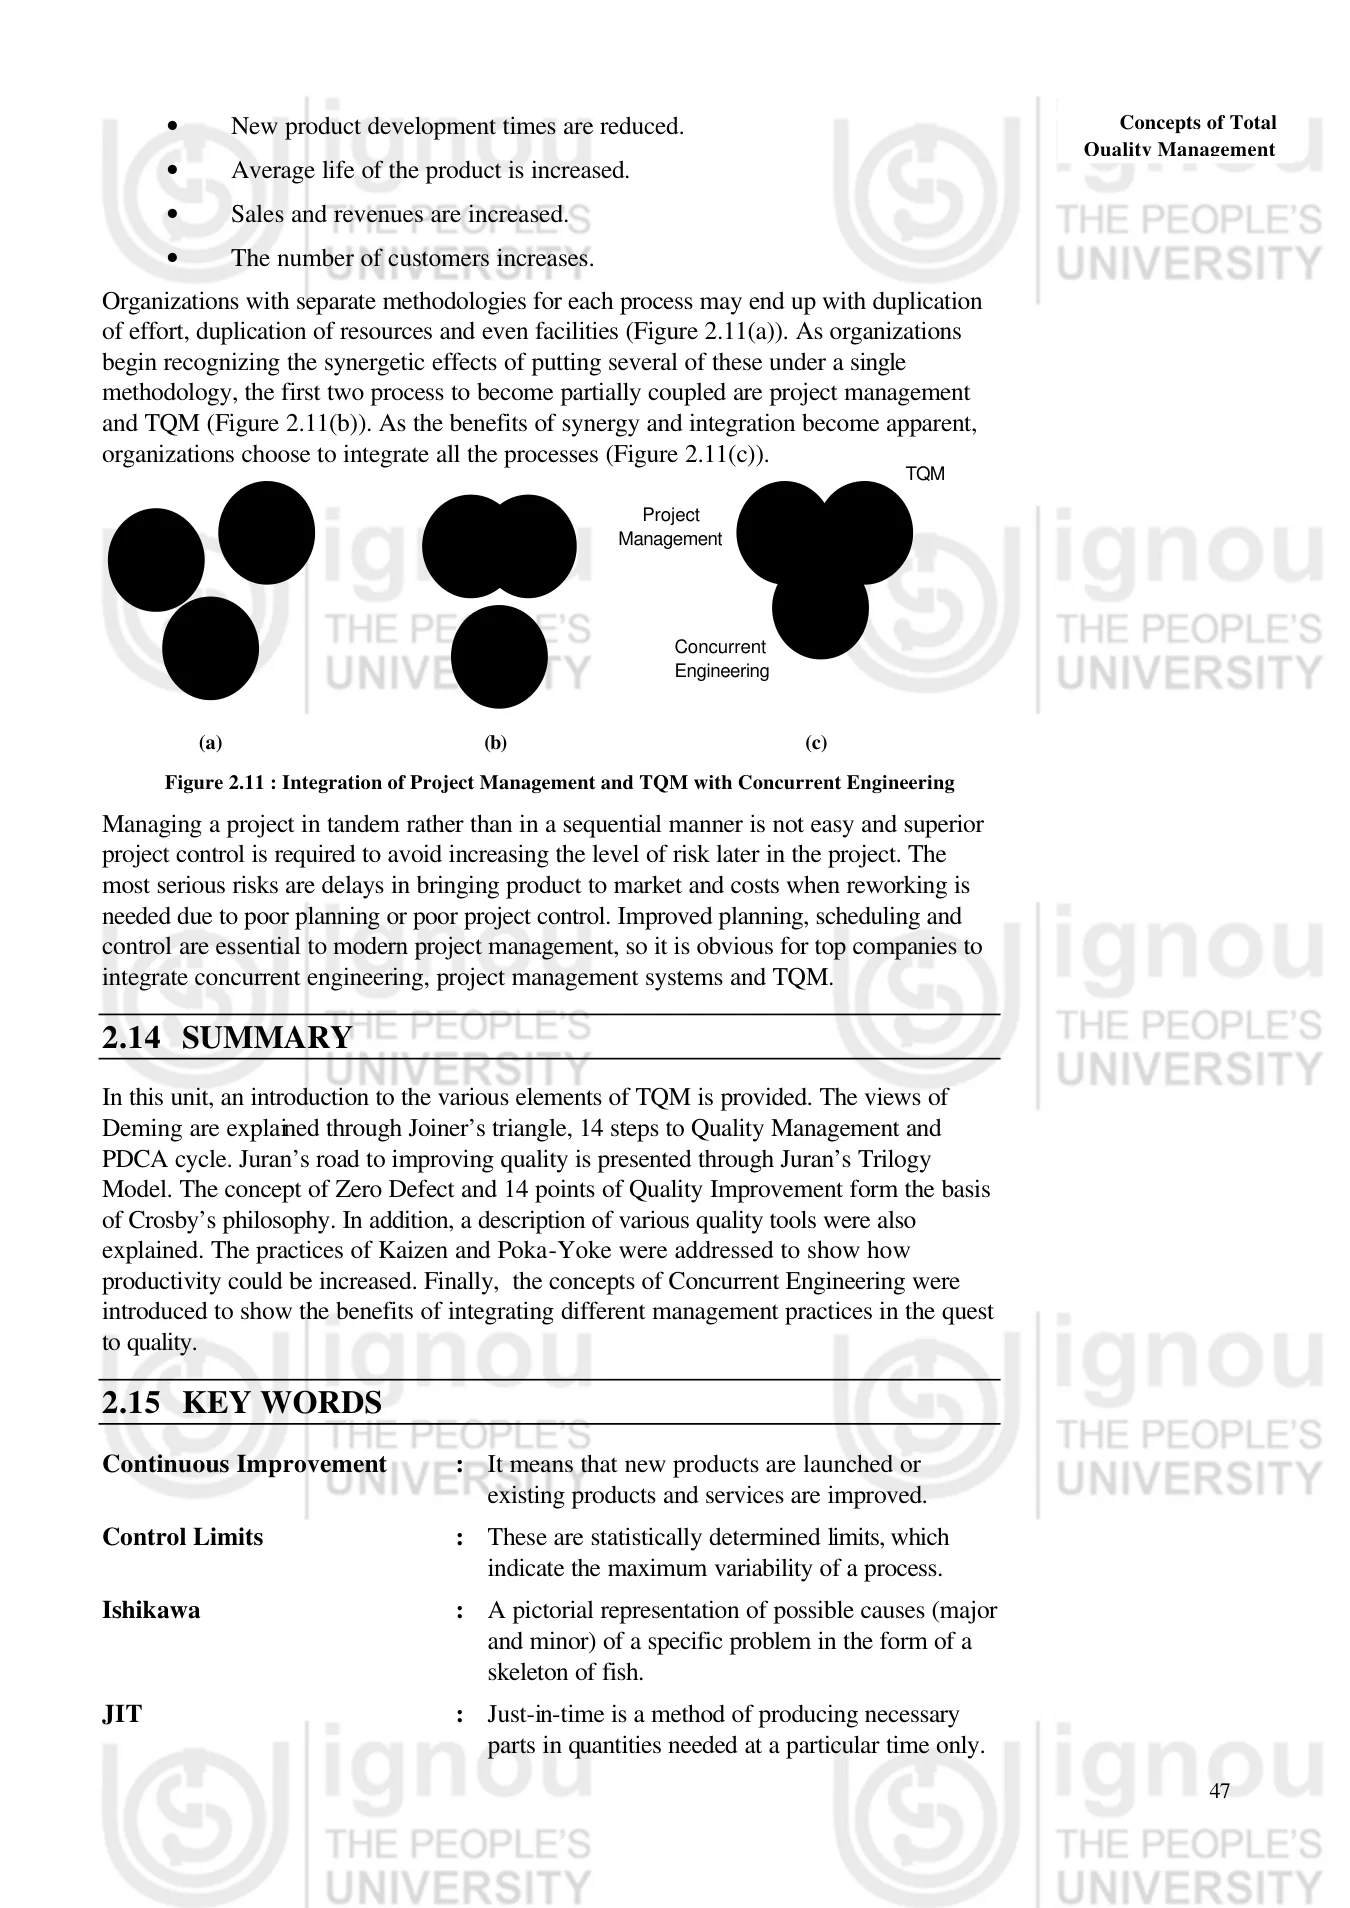 Concepts of Total
Quality Management
• New product development times are reduced.
• Average life of the product is increased.
• Sales and revenues are increased.
• The number of customers increases.
Organizations with separate methodologies for each process may end up with duplication
of effort, duplication of resources and even facilities (Figure 2.11(a)). As organizations
begin recognizing the synergetic effects of putting several of these under a single
methodology, the first two process to become partially coupled are project management
and TQM (Figure 2.11(b)). As the benefits of synergy and integration become apparent,
organizations choose to integrate all the processes (Figure 2.11(c)).
TQM
Project
Management
Concurrent
Engineering
(a) (b) (c)
Figure 2.11 : Integration of Project Management and TQM with Concurrent Engineering
Managing a project in tandem rather than in a sequential manner is not easy and superior
project control is required to avoid increasing the level of risk later in the project. The
most serious risks are delays in bringing product to market and costs when reworking is
needed due to poor planning or poor project control. Improved planning, scheduling and
control are essential to modern project management, so it is obvious for top companies to
integrate concurrent engineering, project management systems and TQM.
2.14 SUMMARY
In this unit, an introduction to the various elements of TQM is provided. The views of
Deming are explained through Joiner’s triangle, 14 steps to Quality Management and
PDCA cycle. Juran’s road to improving quality is presented through Juran’s Trilogy
Model. The concept of Zero Defect and 14 points of Quality Improvement form the basis
of Crosby’s philosophy. In addition, a description of various quality tools were also
explained. The practices of Kaizen and Poka-Yoke were addressed to show how
productivity could be increased. Finally, the concepts of Concurrent Engineering were
introduced to show the benefits of integrating different management practices in the quest
to quality.
2.15 KEY WORDS
Continuous Improvement : It means that new products are launched or
existing products and services are improved.
Control Limits : These are statistically determined limits, which
indicate the maximum variability of a process.
Ishikawa : A pictorial representation of possible causes (major
and minor) of a specific problem in the form of a
skeleton of fish.
JIT : Just-in-time is a method of producing necessary
parts in quantities needed at a particular time only.
47
ignou
THE PEOPLE’S
UNIVERSITY